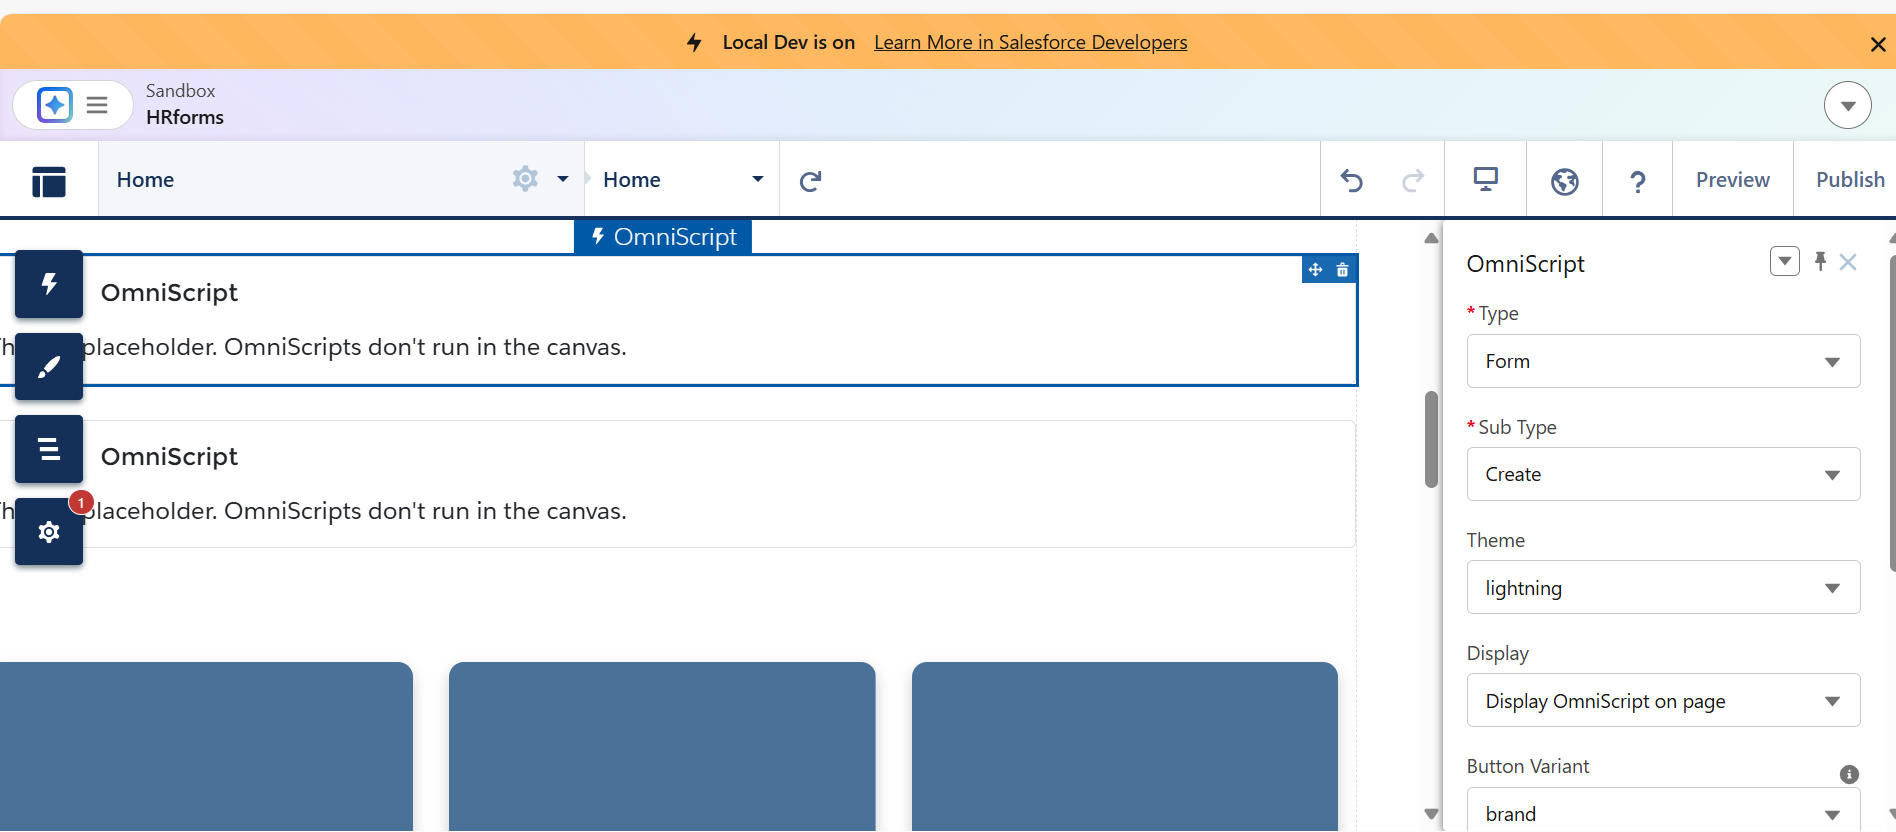 Local Dev is on Learn More in Salesforce Developers
Sandbox
HRforms
Home
Home
Preview
Publish
OmniScript
OmniScript
placeholder. OmniScripts don't run in the canvas.
OmniScript
placeholder. OmniScripts don't run in the canvas.
1
OmniScript
*Type
Form
*Sub Type
Create
Theme
lightning
Display
Display OmniScript on page
Button Variant
brand